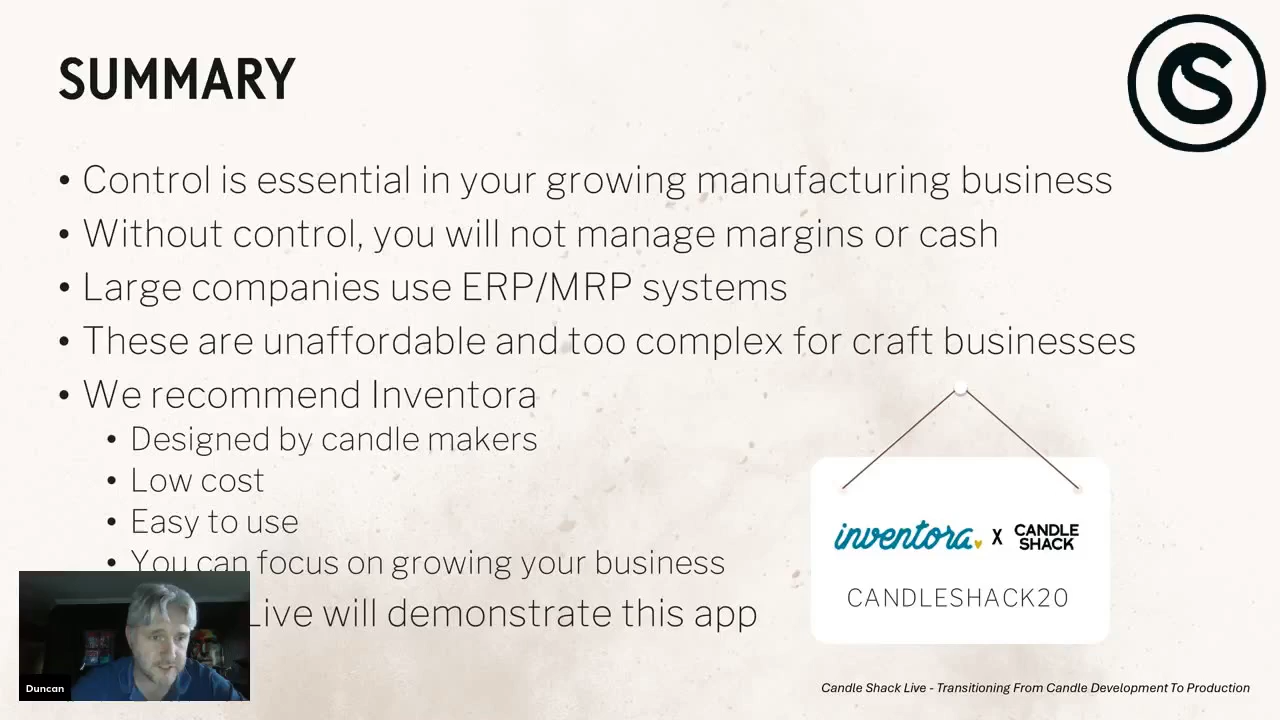 SUMMARY
• Control is essential in your growing manufacturing business
• Without control, you will not manage margins or cash
• Large companies use ERP/MRP systems
• These are unaffordable and too complex for craft businesses
• We recommend Inventora
• Designed by candle makers
• Low cost
• Easy to use
• You can focus on growing your business
Live will demonstrate this app
inventora X CANDLE SHACK
CANDLESHACK20
Duncan
Candle Shack Live - Transitioning From Candle Development To Production